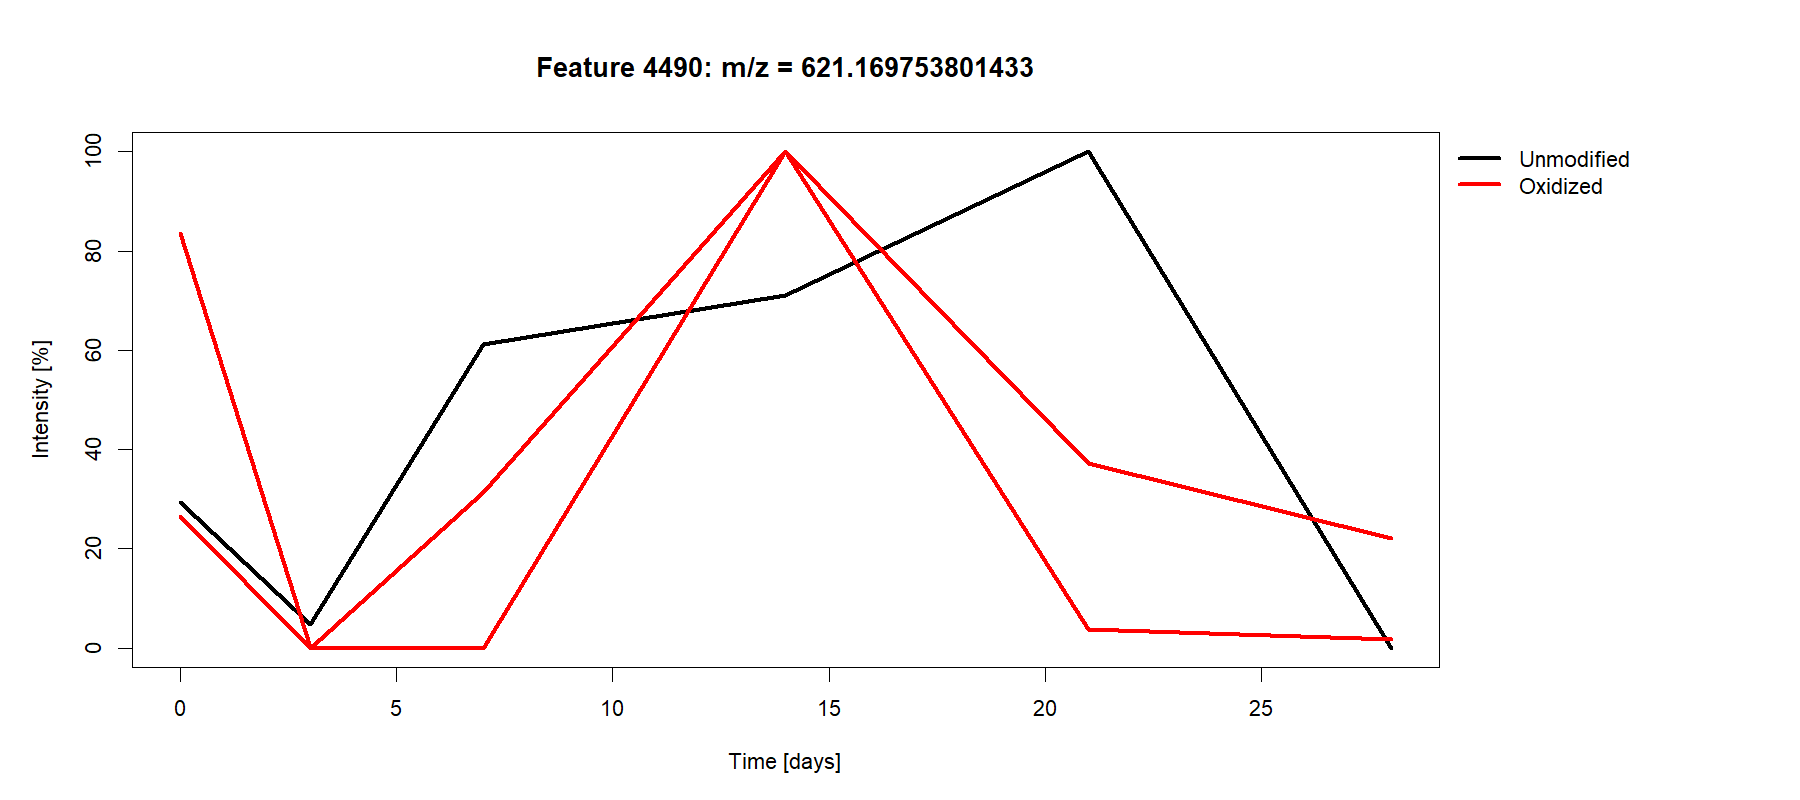 Feature 4490: m/z = 621.169753801433
Unmodified
Oxidized
Intensity [%]
100
80
60
40
20
0
0 5 10 15 20 25
Time [days]